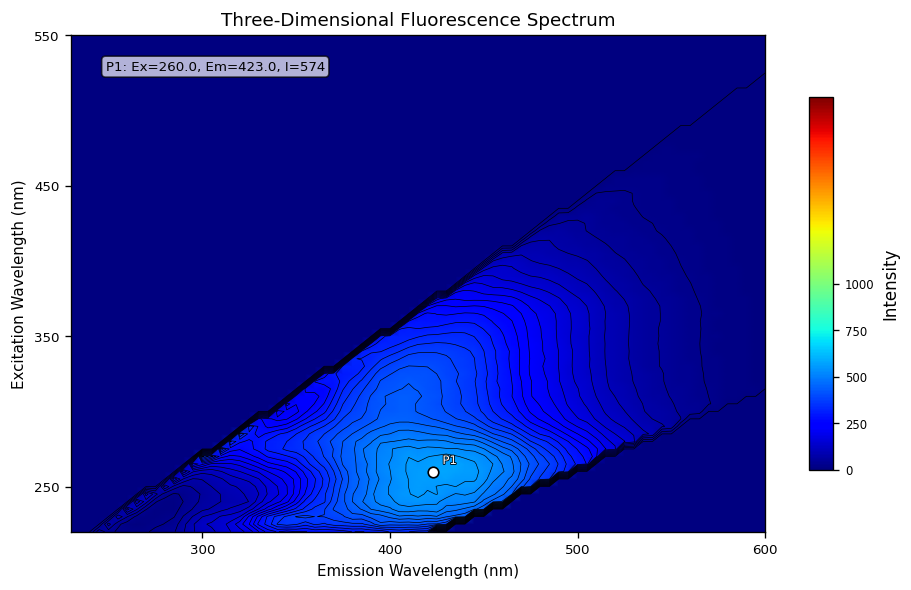 Three-Dimensional Fluorescence Spectrum
P1: Ex=260.0, Em=423.0, I=574
P1
Excitation Wavelength (nm)
550
450
350
250
300
400
500
600
Emission Wavelength (nm)
1000
750
500
250
0
Intensity